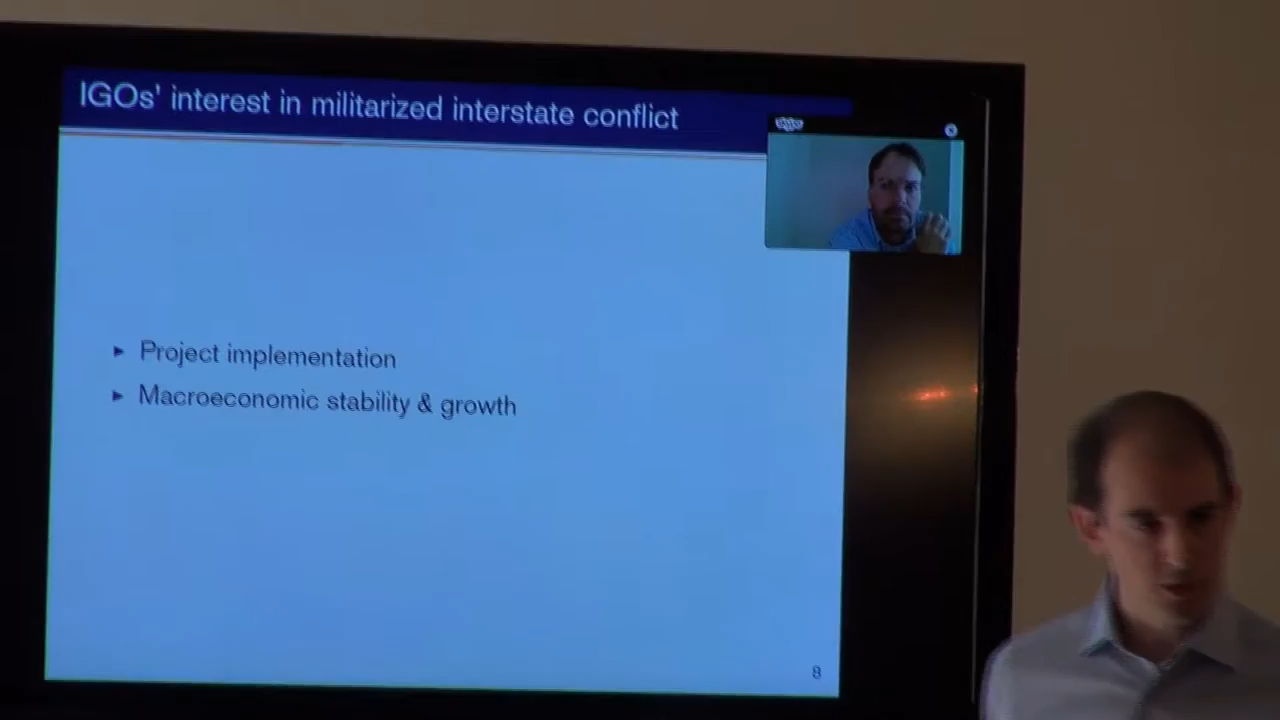 IGOs' interest in militarized interstate conflict
► Project implementation
► Macroeconomic stability & growth
8